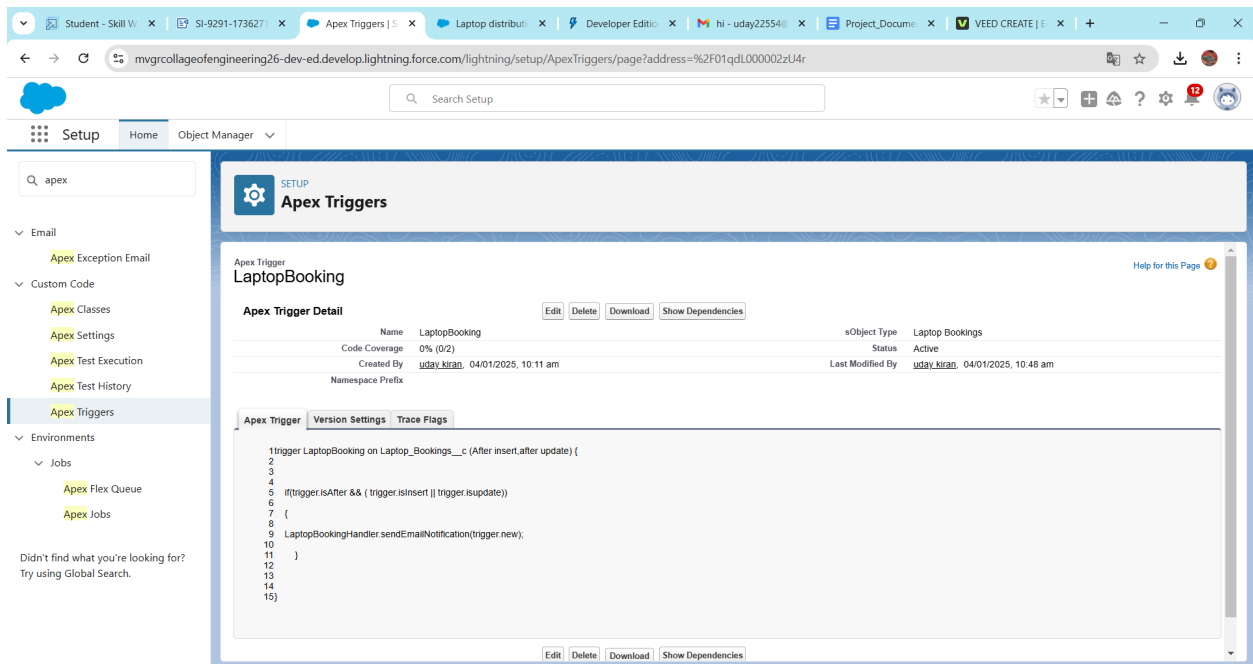 Student - Skill W
SI-9291-1736271
Apex Triggers | S
Laptop distributi
Developer Editio
hi - uday22554@
Project_Docume
VEED CREATE | E
mvgrcollageofengineering26-dev-ed.develop.lightning.force.com/lightning/setup/ApexTriggers/page?address=%2F01qdL000002zU4r
Search Setup
12
Setup
Home
Object Manager
apex
Email
Apex Exception Email
Custom Code
Apex Classes
Apex Settings
Apex Test Execution
Apex Test History
Apex Triggers
Environments
Jobs
Apex Flex Queue
Apex Jobs
Didn't find what you're looking for?
Try using Global Search.
SETUP
Apex Triggers
Apex Trigger
LaptopBooking
Help for this Page ?
Apex Trigger Detail
Edit Delete Download Show Dependencies
Name LaptopBooking sObject Type Laptop Bookings
Code Coverage 0% (0/2) Status Active
Created By uday kiran, 04/01/2025, 10:11 am Last Modified By uday kiran, 04/01/2025, 10:48 am
Namespace Prefix
Apex Trigger Version Settings Trace Flags
1trigger LaptopBooking on Laptop_Bookings__c (After insert,after update) {
2
3
4
5 if(trigger.isAfter && ( trigger.isInsert || trigger.isupdate))
6
7 {
8
9 LaptopBookingHandler.sendEmailNotification(trigger.new);
10
11 }
12
13
14
15}
Edit Delete Download Show Dependencies